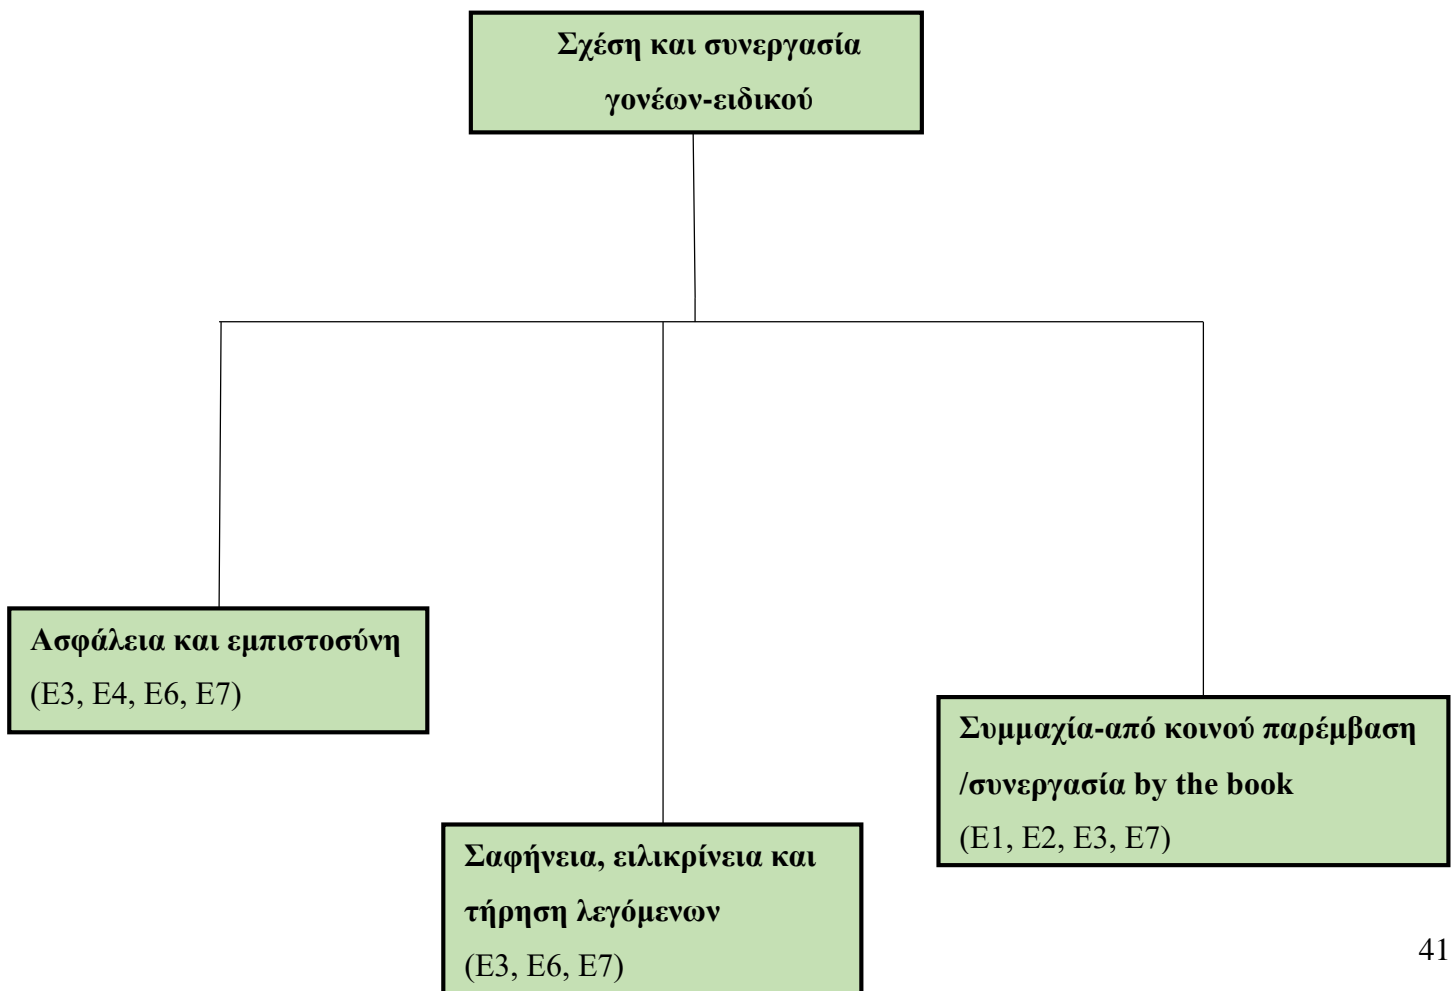 Σχέση και συνεργασία
γονέων-ειδικού
Ασφάλεια και εμπιστοσύνη
(Ε3, Ε4, Ε6, Ε7)
Σαφήνεια, ειλικρίνεια και
τήρηση λεγόμενων
(Ε3, Ε6, Ε7)
Συμμαχία-από κοινού παρέμβαση
/συνεργασία by the book
(Ε1, Ε2, Ε3, Ε7)
41